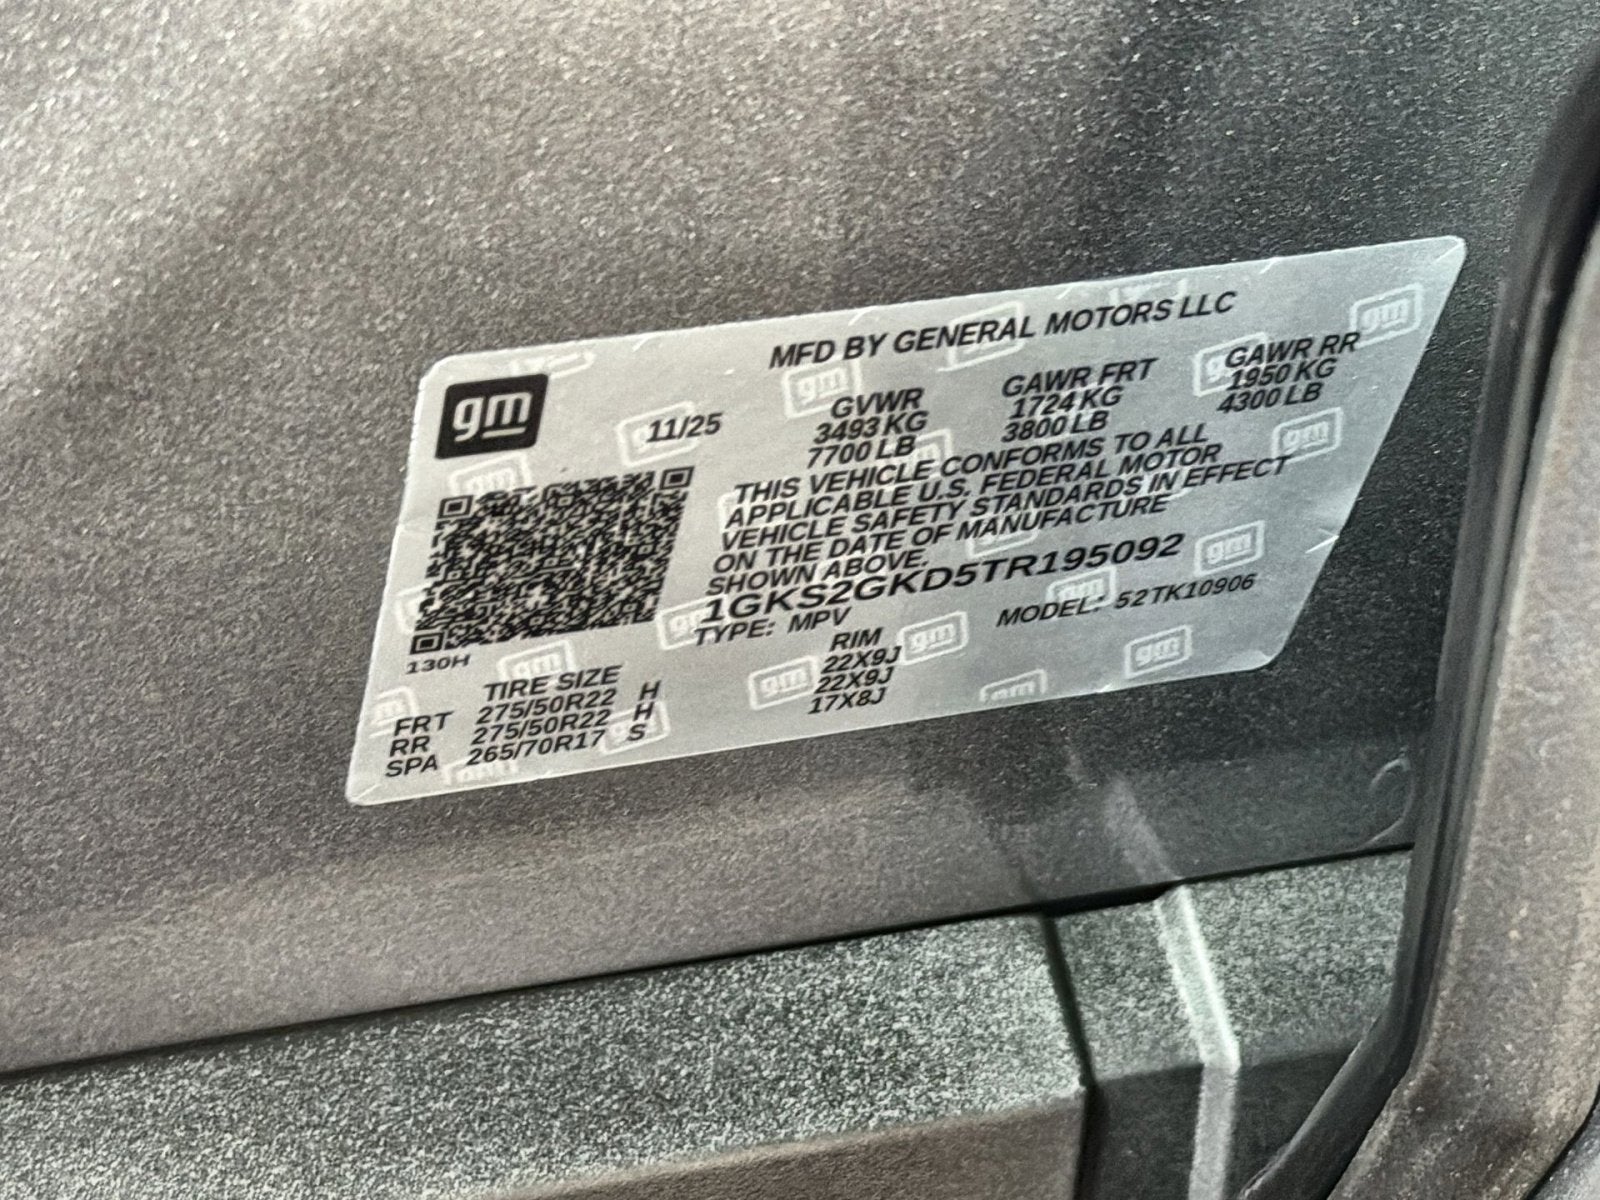 MFD BY GENERAL MOTORS LLC
gm
11/25
GVWR GAWR FRT GAWR RR
3493 KG 1724 KG 1950 KG
7700 LB 3800 LB 4300 LB
THIS VEHICLE CONFORMS TO ALL
APPLICABLE U.S. FEDERAL MOTOR
VEHICLE SAFETY STANDARDS IN EFFECT
ON THE DATE OF MANUFACTURE
SHOWN ABOVE.
1GKS2GKD5TR195092
TYPE: MPV MODEL: 52TK10906
130H
TIRE SIZE RIM
FRT 275/50R22 H 22X9J
RR 275/50R22 H 22X9J
SPA 265/70R17 S 17X8J